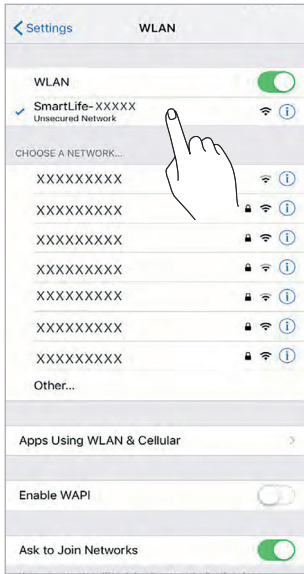 Settings
WLAN
WLAN
SmartLife-XXXXX
Unsecured Network
CHOOSE A NETWORK...
XXXXXXXXX
XXXXXXXXX
XXXXXXXXX
XXXXXXXXX
XXXXXXXXX
XXXXXXXXX
XXXXXXXXX
Other...
Apps Using WLAN & Cellular
Enable WAPI
Ask to Join Networks